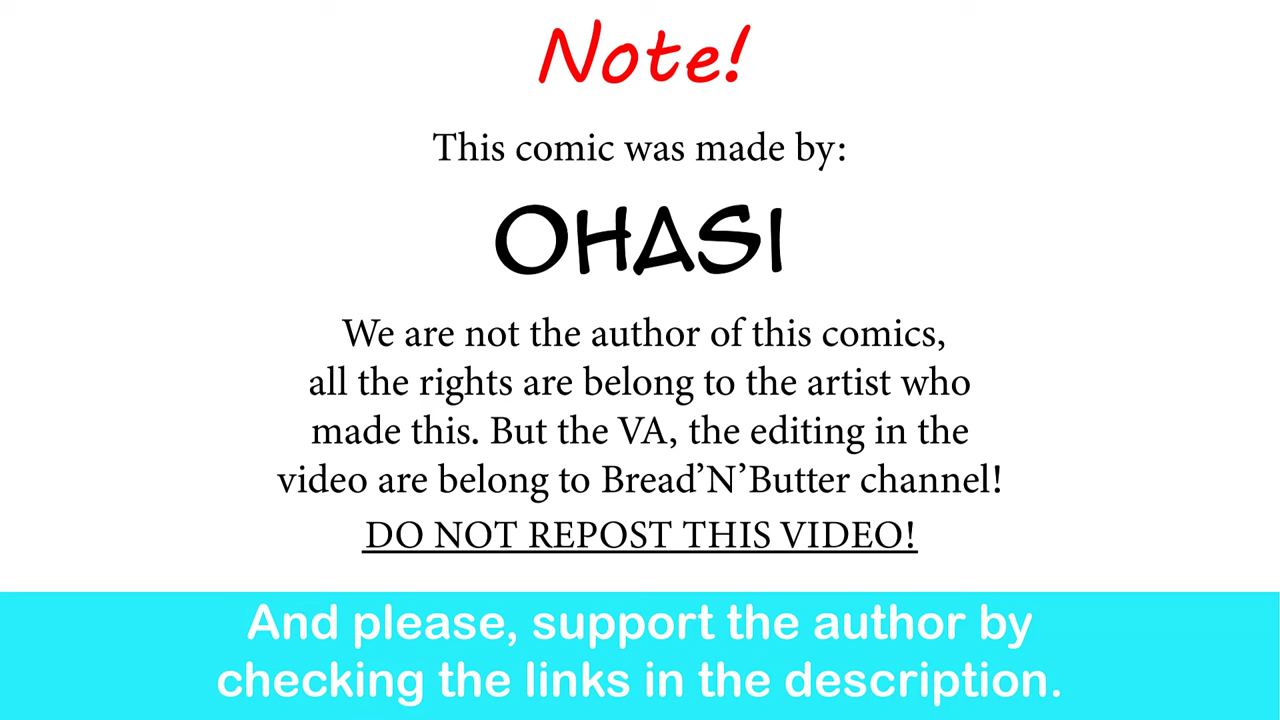 Note!
This comic was made by:
OHASI
We are not the author of this comics,
all the rights are belong to the artist who
made this. But the VA, the editing in the
video are belong to Bread’N’Butter channel!
DO NOT REPOST THIS VIDEO!
And please, support the author by
checking the links in the description.